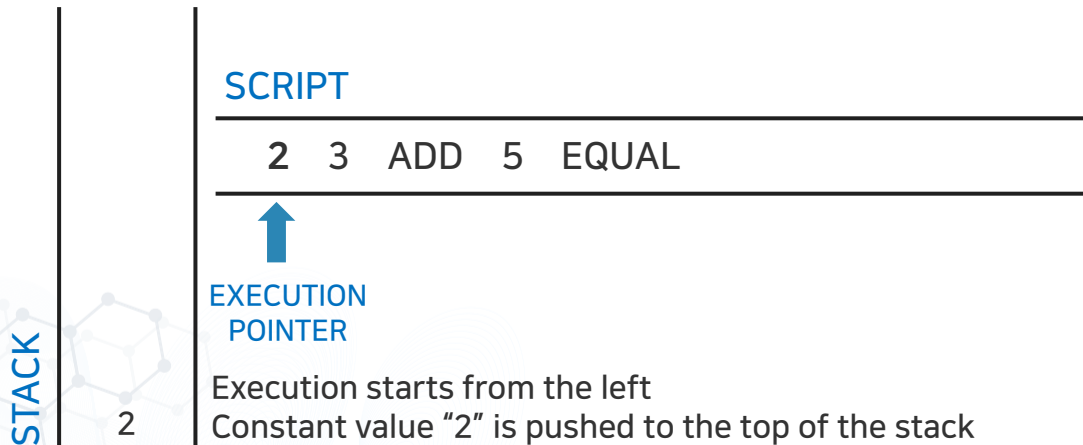 SCRIPT
2 3 ADD 5 EQUAL
EXECUTION
POINTER
STACK
2
Execution starts from the left
Constant value “2” is pushed to the top of the stack